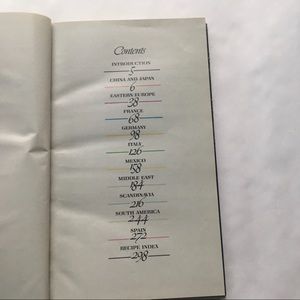 Contents
INTRODUCTION
5
CHINA AND JAPAN
6
EASTERN EUROPE
38
FRANCE
68
GERMANY
98
ITALY
126
MEXICO
158
MIDDLE EAST
184
SCANDINAVIA
216
SOUTH AMERICA
244
SPAIN
272
RECIPE INDEX
298